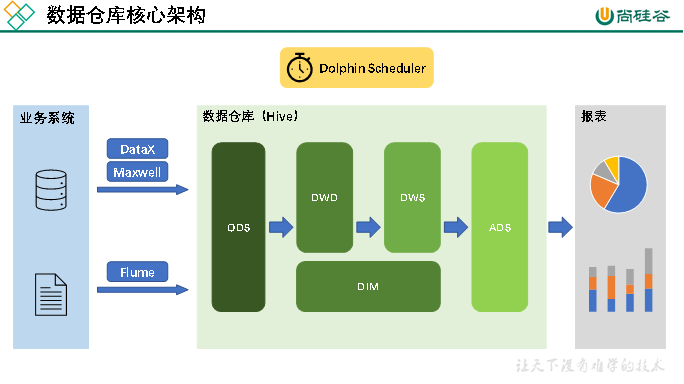 数据仓库核心架构
尚硅谷
Dolphin Scheduler
业务系统
数据仓库（Hive）
报表
DataX
Maxwell
Flume
ODS
DWD
DWS
ADS
DIM
让天下没有难学的技术